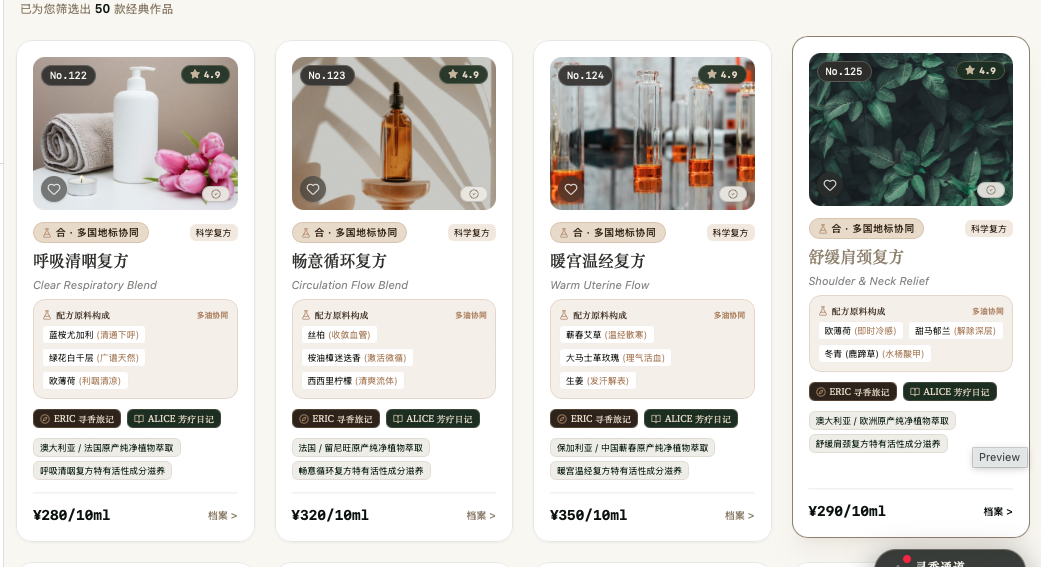 已为您筛选出 50 款经典作品
No.122
★ 4.9
合 · 多国地标协同
科学复方
呼吸清咽复方
Clear Respiratory Blend
配方原料构成
多油协同
蓝桉尤加利 (清通下呼)
绿花白千层 (广谱天然)
欧薄荷 (利咽清凉)
ERIC 寻香旅记
ALICE 芳疗日记
澳大利亚 / 法国原产纯净植物萃取
呼吸清咽复方特有活性成分滋养
¥280/10ml
档案 >
No.123
★ 4.9
合 · 多国地标协同
科学复方
畅意循环复方
Circulation Flow Blend
配方原料构成
多油协同
丝柏 (收敛血管)
桉油樟迷迭香 (激活微循)
西西里柠檬 (清爽流体)
ERIC 寻香旅记
ALICE 芳疗日记
法国 / 留尼旺原产纯净植物萃取
畅意循环复方特有活性成分滋养
¥320/10ml
档案 >
No.124
★ 4.9
合 · 多国地标协同
科学复方
暖宫温经复方
Warm Uterine Flow
配方原料构成
多油协同
蕲春艾草 (温经散寒)
大马士革玫瑰 (理气活血)
生姜 (发汗解表)
ERIC 寻香旅记
ALICE 芳疗日记
保加利亚 / 中国蕲春原产纯净植物萃取
暖宫温经复方特有活性成分滋养
¥350/10ml
档案 >
No.125
★ 4.9
合 · 多国地标协同
科学复方
舒缓肩颈复方
Shoulder & Neck Relief
配方原料构成
多油协同
欧薄荷 (即时冷感)
甜马郁兰 (解除深层)
冬青 (鹿蹄草) (水杨酸甲)
ERIC 寻香旅记
ALICE 芳疗日记
澳大利亚 / 欧洲原产纯净植物萃取
舒缓肩颈复方特有活性成分滋养
Preview
¥290/10ml
档案 >
寻香通道